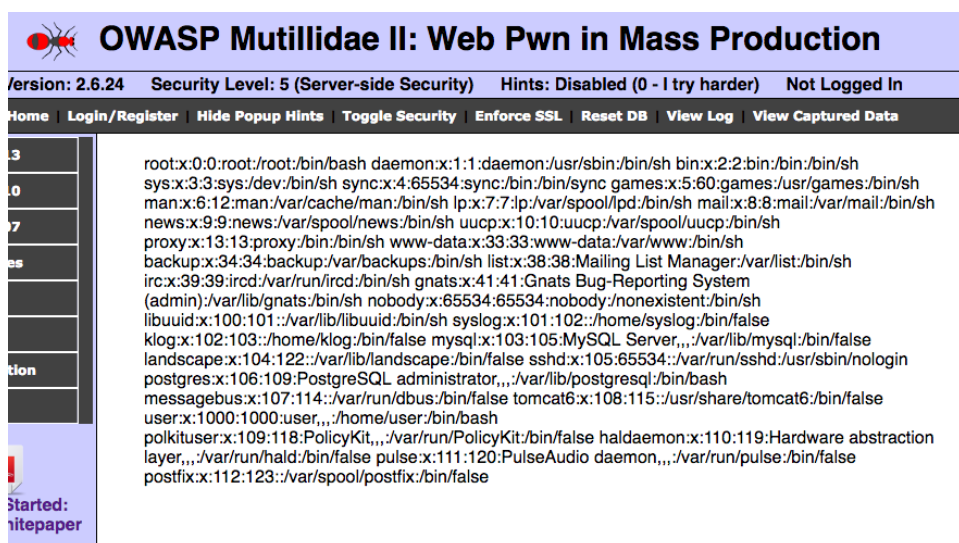 OWASP Mutillidae II: Web Pwn in Mass Production
Version: 2.6.24 Security Level: 5 (Server-side Security) Hints: Disabled (0 - I try harder) Not Logged In
Home Login/Register Hide Popup Hints Toggle Security Enforce SSL Reset DB View Log View Captured Data
13
10
07
es
tion
Started:
hitepaper
root:x:0:0:root:/root:/bin/bash daemon:x:1:1:daemon:/usr/sbin:/bin/sh bin:x:2:2:bin:/bin:/bin/sh
sys:x:3:3:sys:/dev:/bin/sh sync:x:4:65534:sync:/bin:/bin/sync games:x:5:60:games:/usr/games:/bin/sh
man:x:6:12:man:/var/cache/man:/bin/sh lp:x:7:7:lp:/var/spool/lpd:/bin/sh mail:x:8:8:mail:/var/mail:/bin/sh
news:x:9:9:news:/var/spool/news:/bin/sh uucp:x:10:10:uucp:/var/spool/uucp:/bin/sh
proxy:x:13:13:proxy:/bin:/bin/sh www-data:x:33:33:www-data:/var/www:/bin/sh
backup:x:34:34:backup:/var/backups:/bin/sh list:x:38:38:Mailing List Manager:/var/list:/bin/sh
irc:x:39:39:ircd:/var/run/ircd:/bin/sh gnats:x:41:41:Gnats Bug-Reporting System
(admin):/var/lib/gnats:/bin/sh nobody:x:65534:65534:nobody:/nonexistent:/bin/sh
libuuid:x:100:101::/var/lib/libuuid:/bin/sh syslog:x:101:102::/home/syslog:/bin/false
klog:x:102:103::/home/klog:/bin/false mysql:x:103:105:MySQL Server,,,:/var/lib/mysql:/bin/false
landscape:x:104:122::/var/lib/landscape:/bin/false sshd:x:105:65534::/var/run/sshd:/usr/sbin/nologin
postgres:x:106:109:PostgreSQL administrator,,,:/var/lib/postgresql:/bin/bash
messagebus:x:107:114::/var/run/dbus:/bin/false tomcat6:x:108:115::/usr/share/tomcat6:/bin/false
user:x:1000:1000:user,,,:/home/user:/bin/bash
polkituser:x:109:118:PolicyKit,,,:/var/run/PolicyKit:/bin/false haldaemon:x:110:119:Hardware abstraction
layer,,,:/var/run/hald:/bin/false pulse:x:111:120:PulseAudio daemon,,,:/var/run/pulse:/bin/false
postfix:x:112:123::/var/spool/postfix:/bin/false